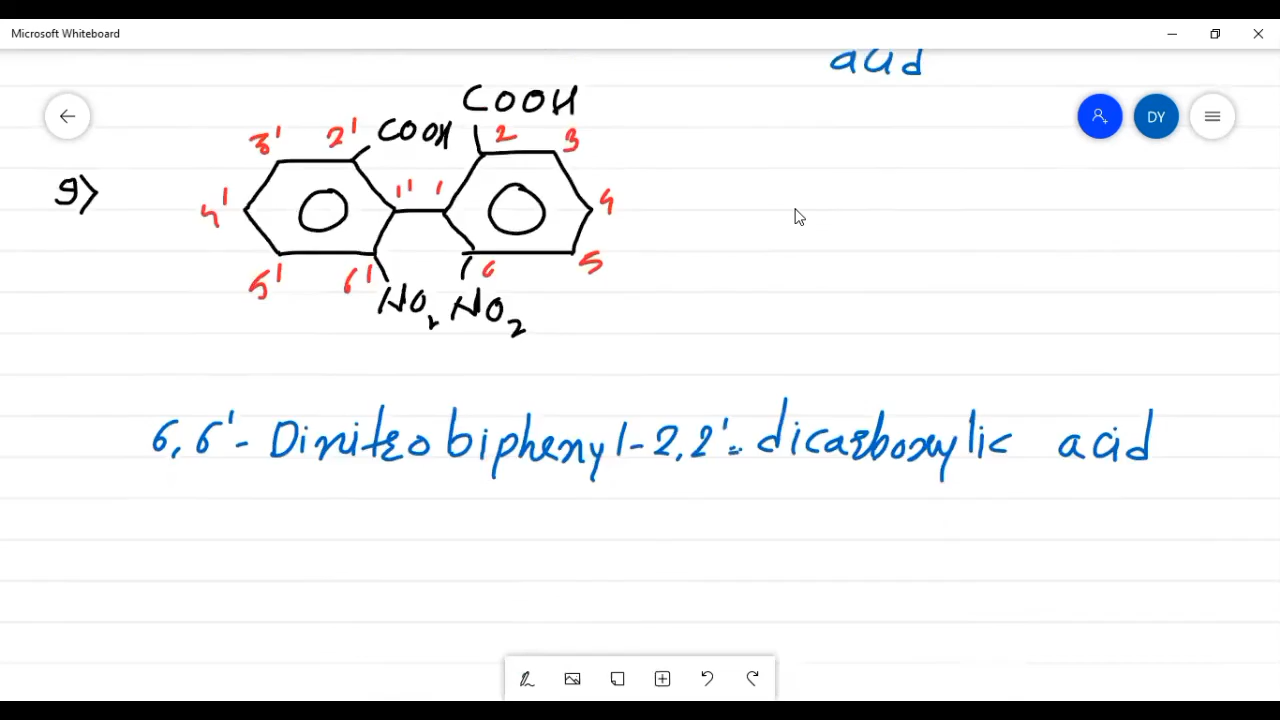 Microsoft Whiteboard
acid
DY
COOH
3' 2' COOH 2 3
9)
4' 1' 1 4
5' 6' 6 5
NO2 NO2
6,6'- Dinitrobiphenyl-2,2'-dicarboxylic acid